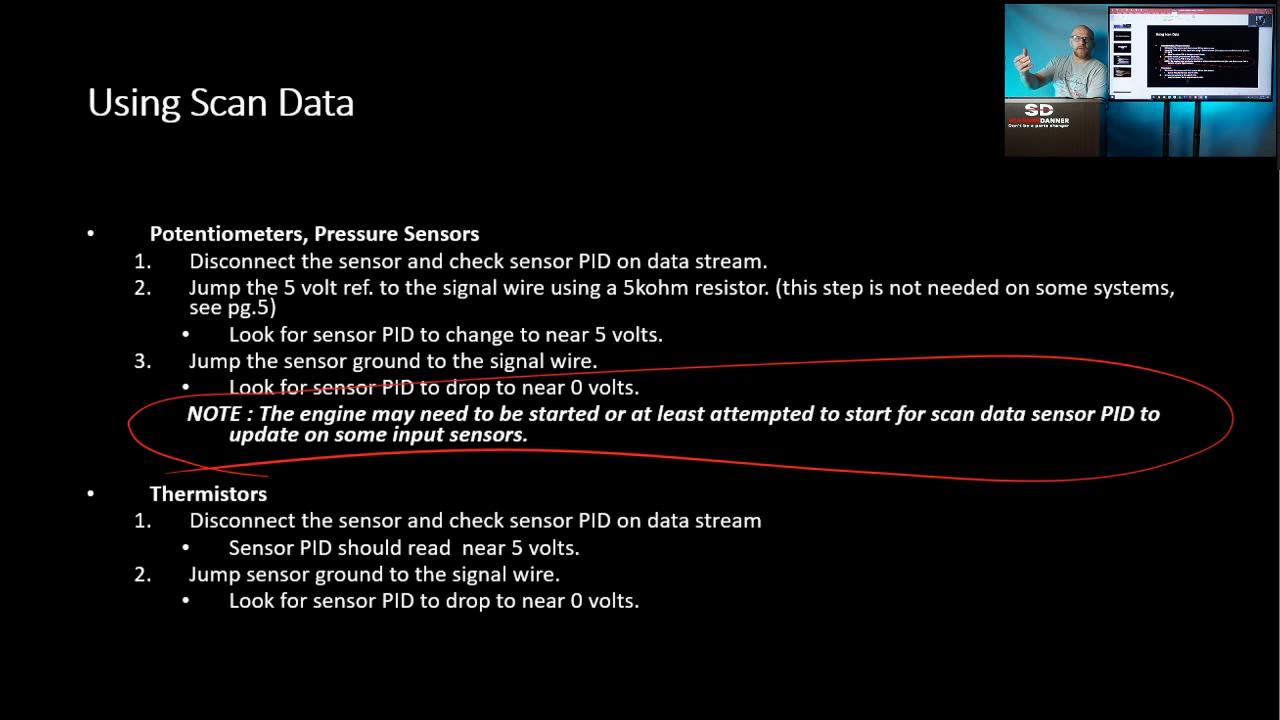 SD
DANNER
Don't be a parts changer
Using Scan Data
• Potentiometers, Pressure Sensors
1. Disconnect the sensor and check sensor PID on data stream.
2. Jump the 5 volt ref. to the signal wire using a 5kohm resistor. (this step is not needed on some systems,
see pg.5)
• Look for sensor PID to change to near 5 volts.
3. Jump the sensor ground to the signal wire.
• Look for sensor PID to drop to near 0 volts.
NOTE : The engine may need to be started or at least attempted to start for scan data sensor PID to
update on some input sensors.
• Thermistors
1. Disconnect the sensor and check sensor PID on data stream
• Sensor PID should read  near 5 volts.
2. Jump sensor ground to the signal wire.
• Look for sensor PID to drop to near 0 volts.